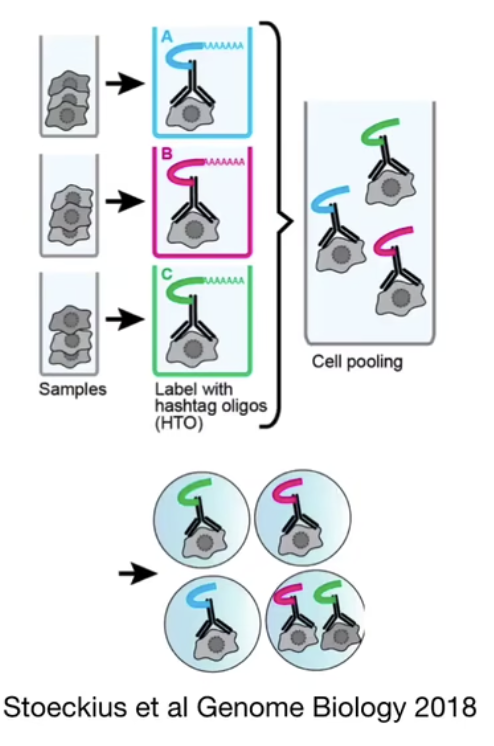 A
B
C
Samples
Label with
hashtag oligos
(HTO)
Cell pooling
Stoeckius et al Genome Biology 2018